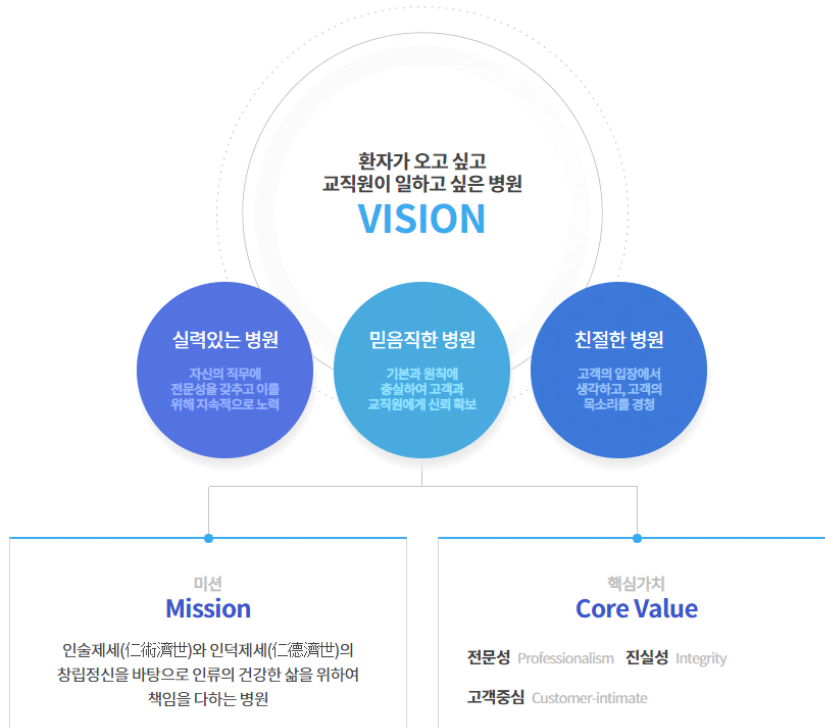 환자가 오고 싶고
교직원이 일하고 싶은 병원
VISION
실력있는 병원
자신의 직무에
전문성을 갖추고 이를
위해 지속적으로 노력
믿음직한 병원
기본과 원칙에
충실하여 고객과
교직원에게 신뢰 확보
친절한 병원
고객의 입장에서
생각하고, 고객의
목소리를 경청
미션
Mission
인술제세(仁術濟世)와 인덕제세(仁德濟世)의
창립정신을 바탕으로 인류의 건강한 삶을 위하여
책임을 다하는 병원
핵심가치
Core Value
전문성 Professionalism 진실성 Integrity
고객중심 Customer-intimate